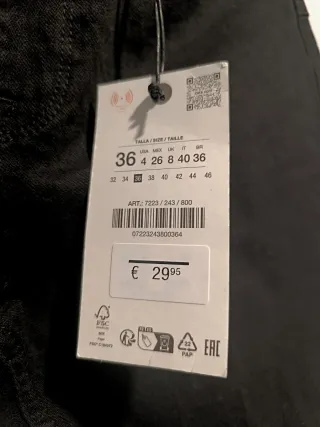 TALLA / SIZE / TAILLE
36 USA 4 MEX 26 UK 8 IT 40 BR 36
32 34 36 38 40 42 44 46
ART.: 7223 / 243 / 800
07223243800364
€ 29 95
FSC
22
PAP
EAC